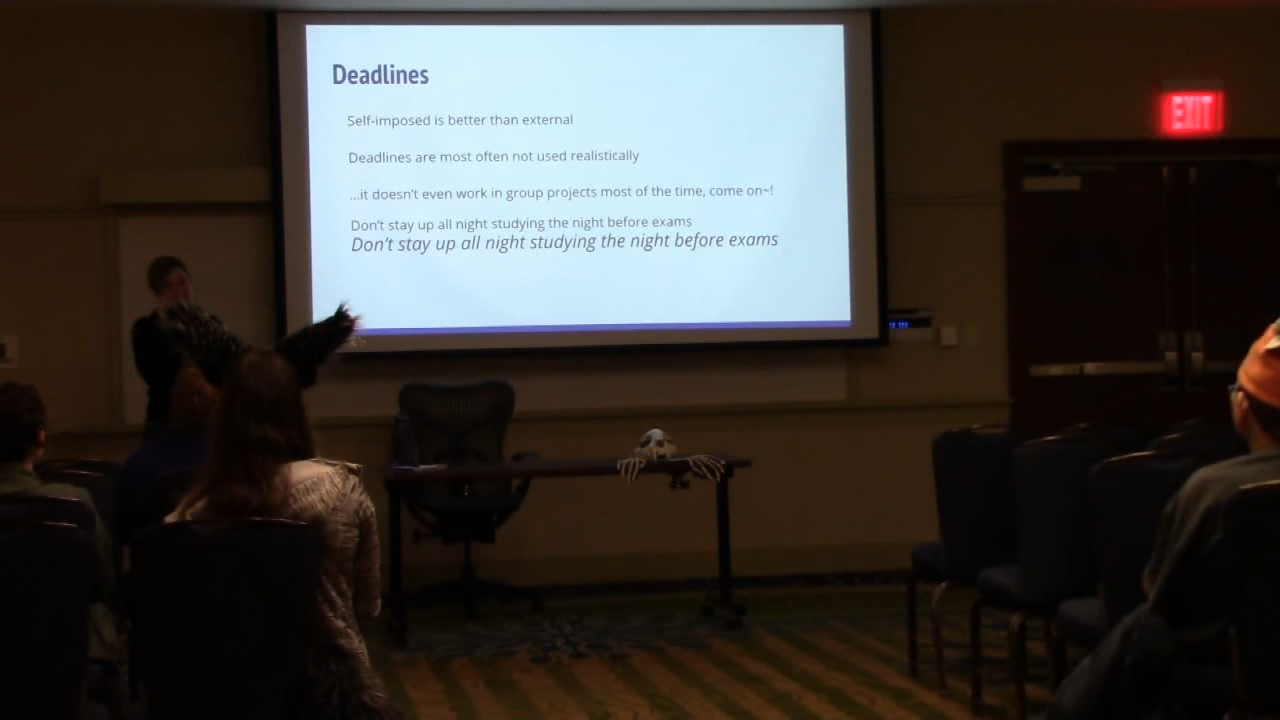 Deadlines
Self-imposed is better than external
Deadlines are most often not used realistically
...it doesn't even work in group projects most of the time, come on~!
Don't stay up all night studying the night before exams
Don't stay up all night studying the night before exams
EXIT